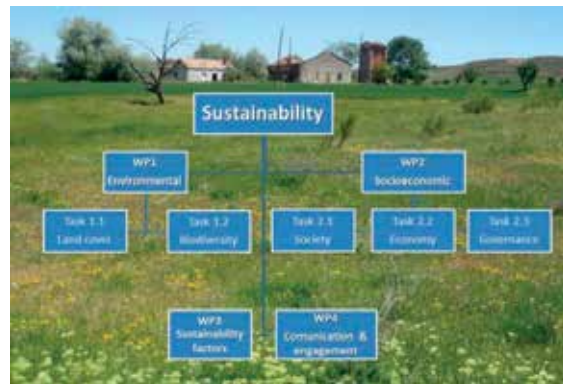 Sustainability
WP1
Environmental
WP2
Socioeconomic
Task 1.1
Land cover
Task 1.2
Biodiversity
Task 2.1
Society
Task 2.2
Economy
Task 2.3
Governance
WP3
Sustainability
factors
WP4
Comunication &
engagement